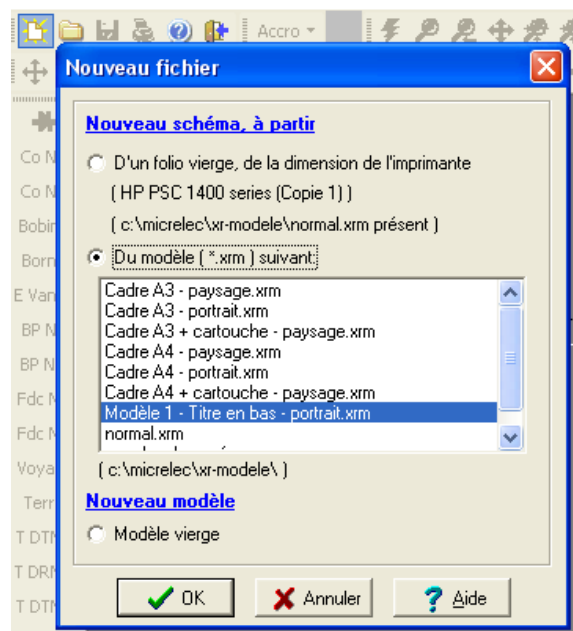 Accro
Nouveau fichier
Nouveau schéma, à partir
D'un folio vierge, de la dimension de l'imprimante
( HP PSC 1400 series (Copie 1) )
( c:\micrelec\xr-modele\normal.xrm présent )
Du modèle ( *.xrm ) suivant:
Cadre A3 - paysage.xrm
Cadre A3 - portrait.xrm
Cadre A3 + cartouche - paysage.xrm
Cadre A4 - paysage.xrm
Cadre A4 - portrait.xrm
Cadre A4 + cartouche - paysage.xrm
Modèle 1 - Titre en bas - portrait.xrm
normal.xrm
( c:\micrelec\xr-modele\ )
Nouveau modèle
Modèle vierge
OK
Annuler
Aide
Co N
Co N
Bobin
Born
E Van
BP N
BP N
Fdc N
Fdc N
Voya
Terr
T DTN
T DRN
T DTN